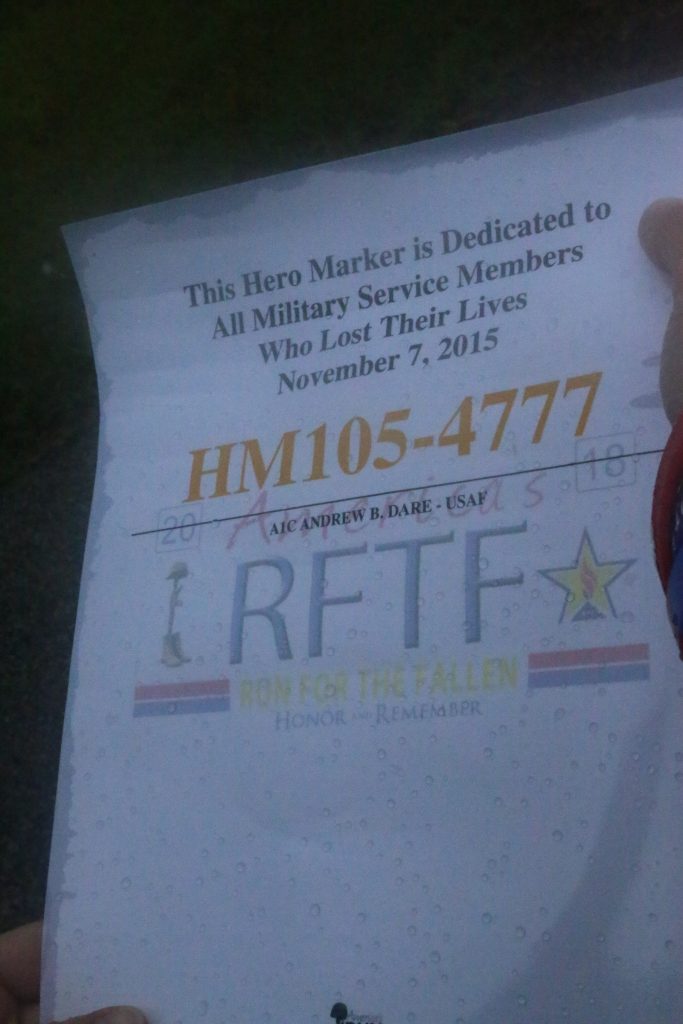 This Hero Marker is Dedicated to
All Military Service Members
Who Lost Their Lives
November 7, 2015
HM105-4777
20 America's 18
A1C ANDREW B. DARE - USAF
RFTF
RUN FOR THE FALLEN
HONOR AND REMEMBER